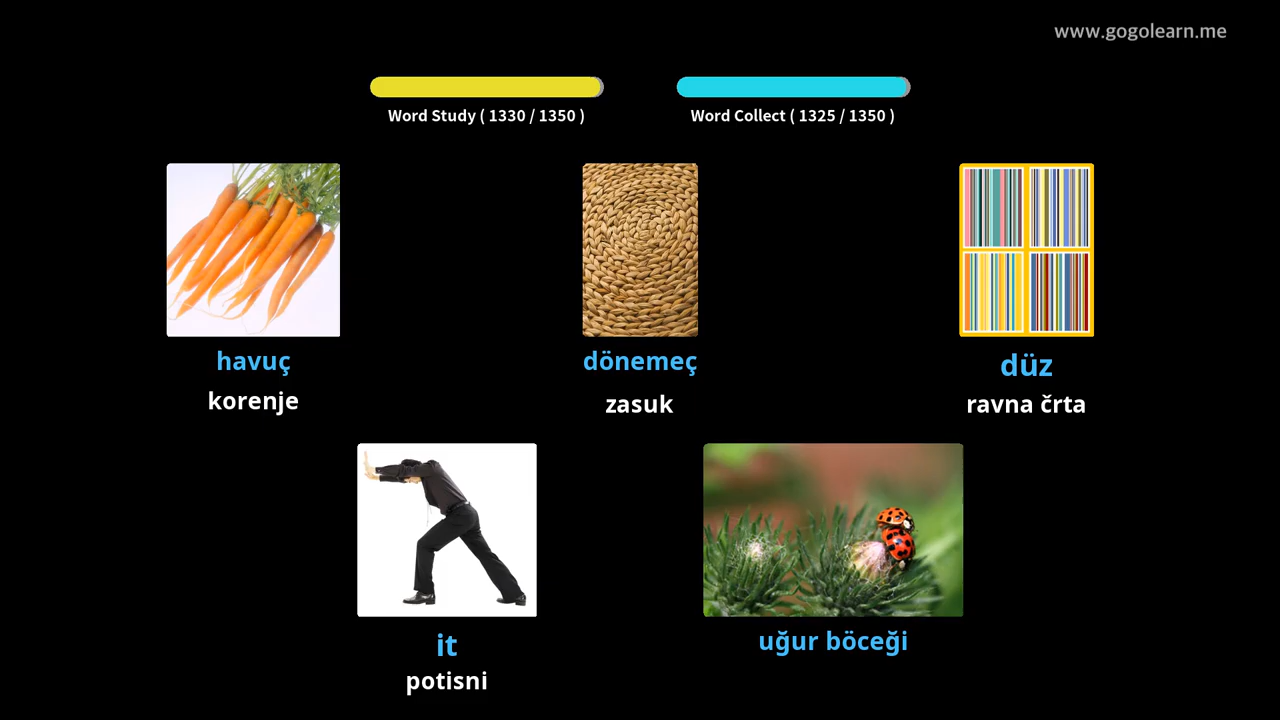 www.gogolearn.me
Word Study ( 1330 / 1350 )
Word Collect ( 1325 / 1350 )
havuç
korenje
dönemeç
zasuk
düz
ravna črta
it
potisni
uğur böceği